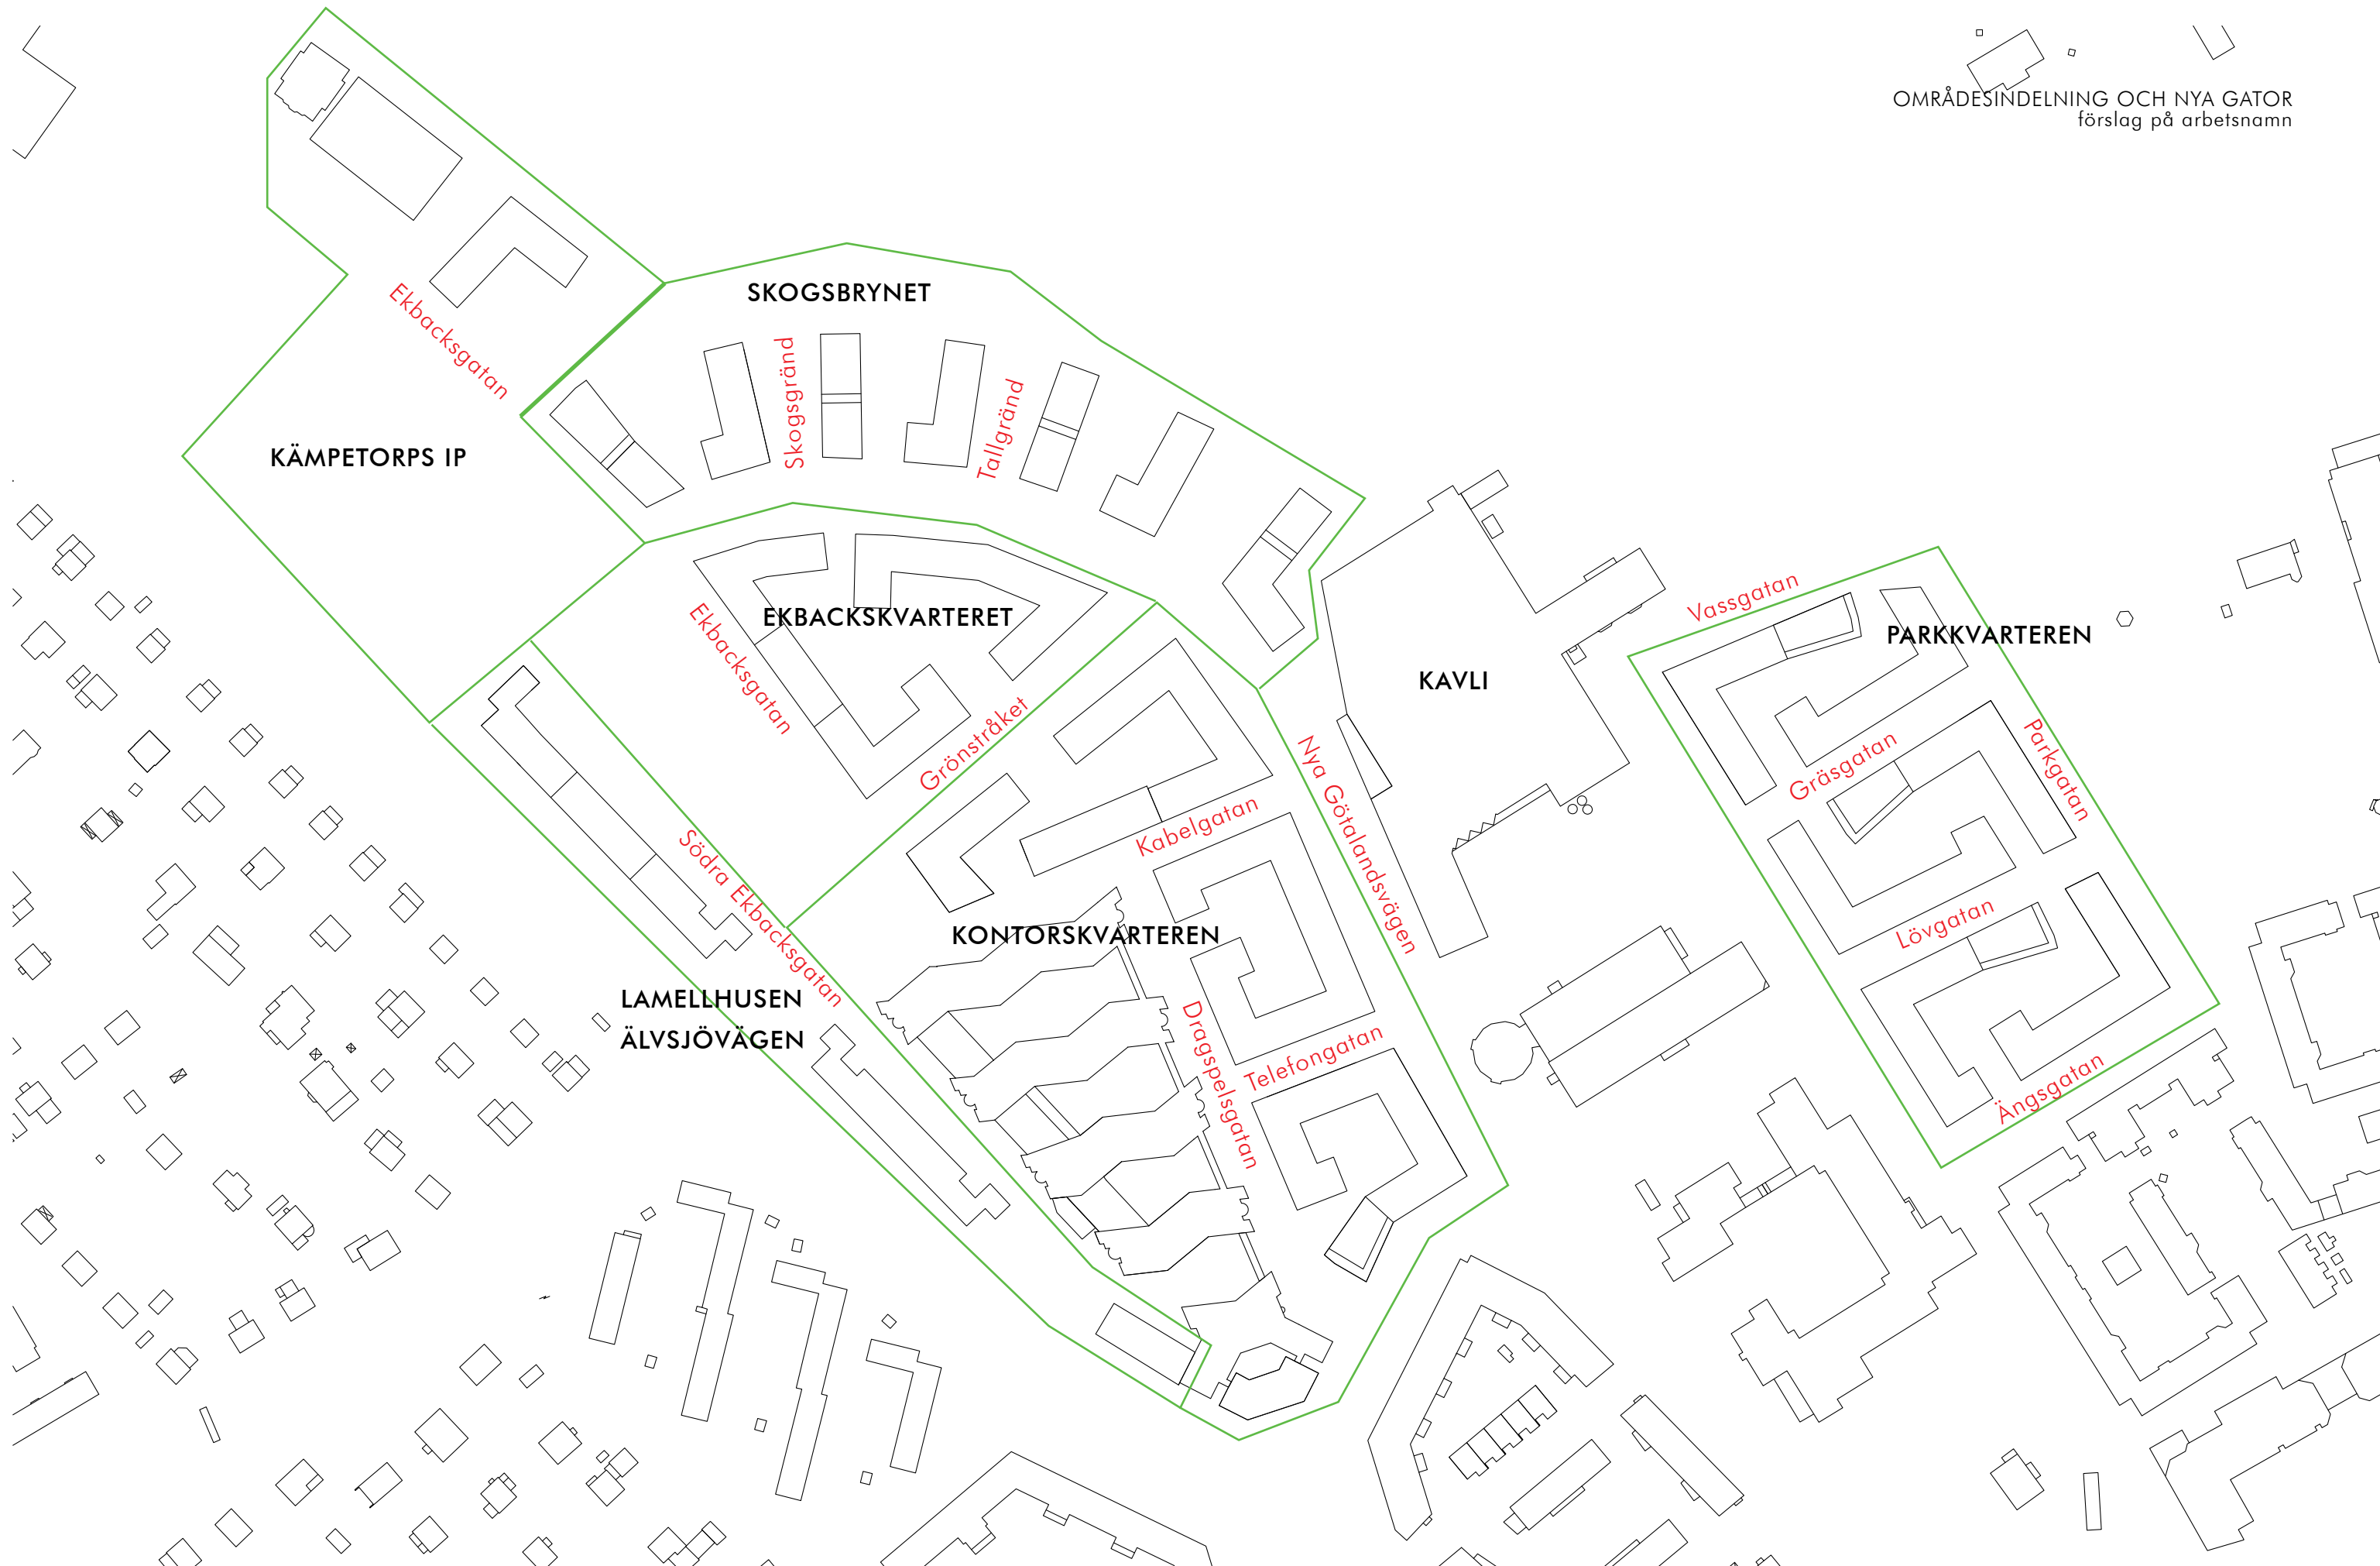 OMRÅDESINDELNING OCH NYA GATOR
förslag på arbetsnamn
SKOGSBRYNET
Ekbacksgatan
Skogsgränd
Tallgränd
KÄMPETORPS IP
EKBACKSKVARTERET
Ekbacksgatan
Grönstråket
KAVLI
Vassgatan
PARKKVARTEREN
Gräsgatan
Parkgatan
Nya Götalandsvägen
Kabelgatan
Södra Ekbacksgatan
KONTORSKVARTEREN
Lövgatan
LAMELLHUSEN
ÄLVSJÖVÄGEN
Dragspelsgatan
Telefongatan
Ängsgatan